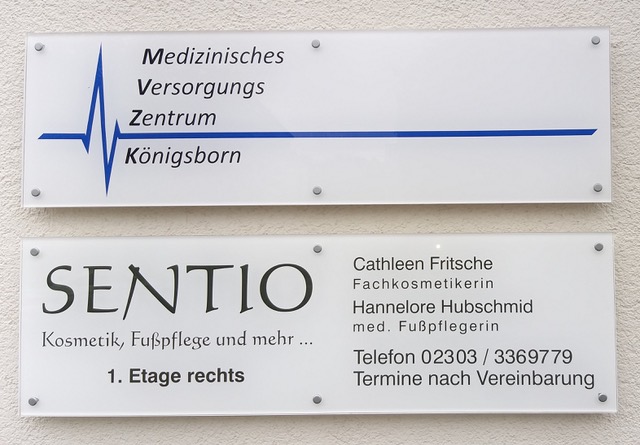 Medizinisches
Versorgungs
Zentrum
Königsborn
SENTIO
Kosmetik, Fußpflege und mehr ...
1. Etage rechts
Cathleen Fritsche
Fachkosmetikerin
Hannelore Hubschmid
med. Fußpflegerin
Telefon 02303 / 3369779
Termine nach Vereinbarung